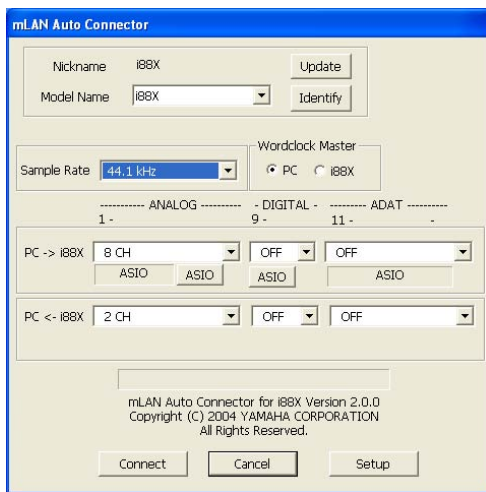 mLAN Auto Connector
Nickname i88X Update
Model Name i88X Identify
Wordclock Master
Sample Rate 44.1 kHz PC i88X
----------- ANALOG ---------- - DIGITAL - --------- ADAT ----------
1 - 9 - 11 - -
PC -> i88X 8 CH OFF OFF
ASIO ASIO ASIO ASIO
PC <- i88X 2 CH OFF OFF
mLAN Auto Connector for i88X Version 2.0.0
Copyright (C) 2004 YAMAHA CORPORATION
All Rights Reserved.
Connect Cancel Setup